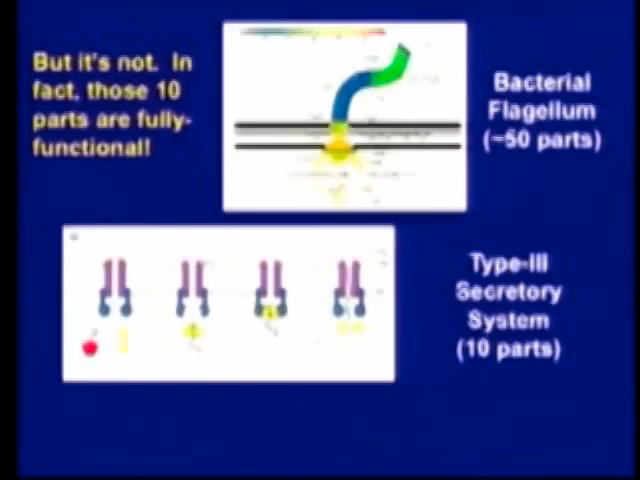 But it's not. In
fact, those 10
parts are fully-
functional!
Bacterial
Flagellum
(~50 parts)
Type-III
Secretory
System
(10 parts)